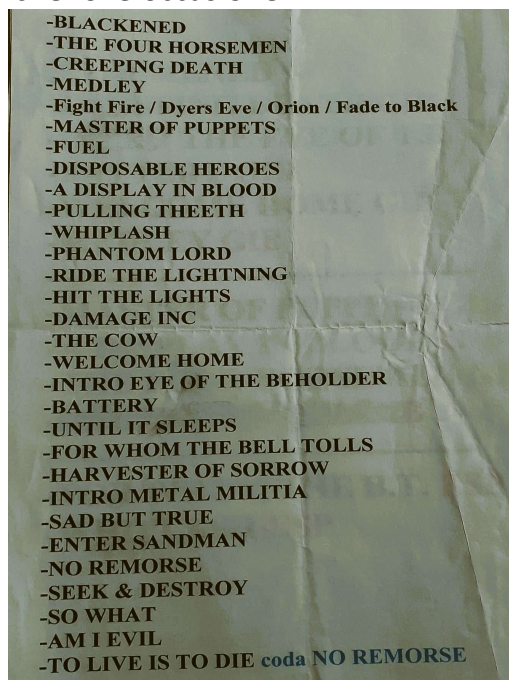 -BLACKENED
-THE FOUR HORSEMEN
-CREEPING DEATH
-MEDLEY
-Fight Fire / Dyers Eve / Orion / Fade to Black
-MASTER OF PUPPETS
-FUEL
-DISPOSABLE HEROES
-A DISPLAY IN BLOOD
-PULLING THEETH
-WHIPLASH
-PHANTOM LORD
-RIDE THE LIGHTNING
-HIT THE LIGHTS
-DAMAGE INC
-THE COW
-WELCOME HOME
-INTRO EYE OF THE BEHOLDER
-BATTERY
-UNTIL IT SLEEPS
-FOR WHOM THE BELL TOLLS
-HARVESTER OF SORROW
-INTRO METAL MILITIA
-SAD BUT TRUE
-ENTER SANDMAN
-NO REMORSE
-SEEK & DESTROY
-SO WHAT
-AM I EVIL
-TO LIVE IS TO DIE coda NO REMORSE